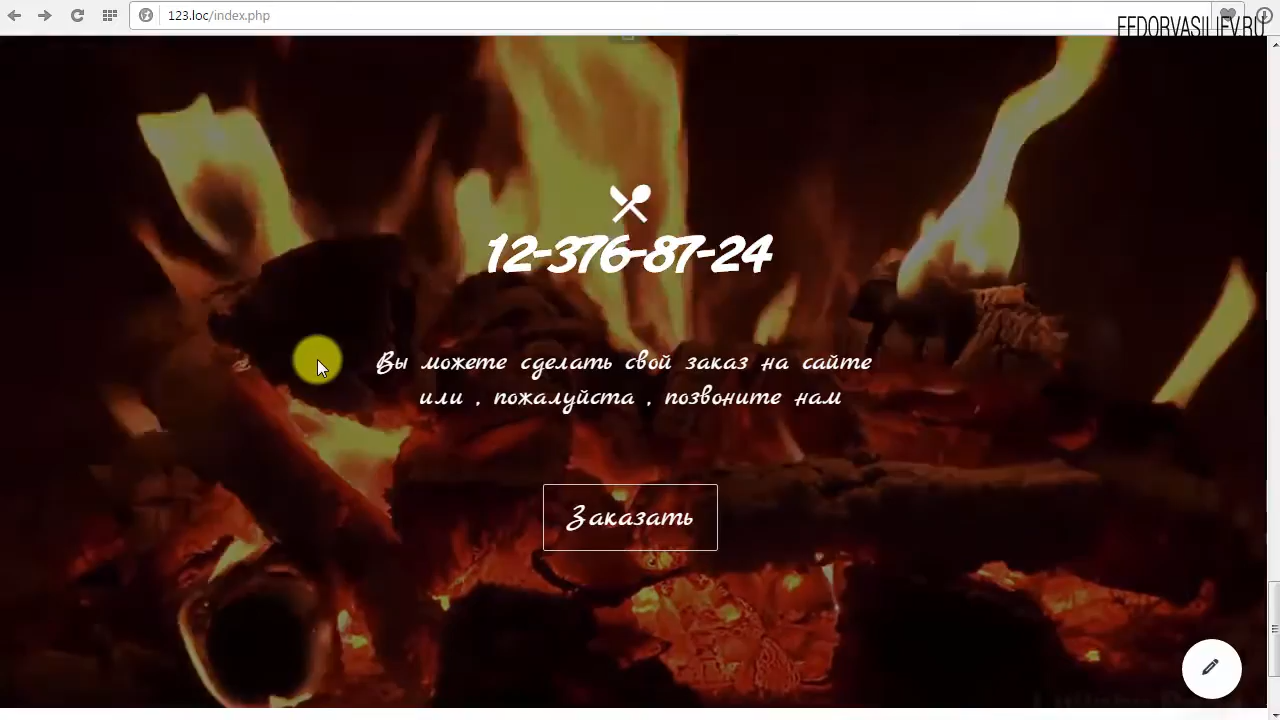 123.loc/index.php
FEDORVASILIEV.RU
12-376-87-24
Вы можете сделать свой заказ на сайте
или , пожалуйста , позвоните нам
Заказать